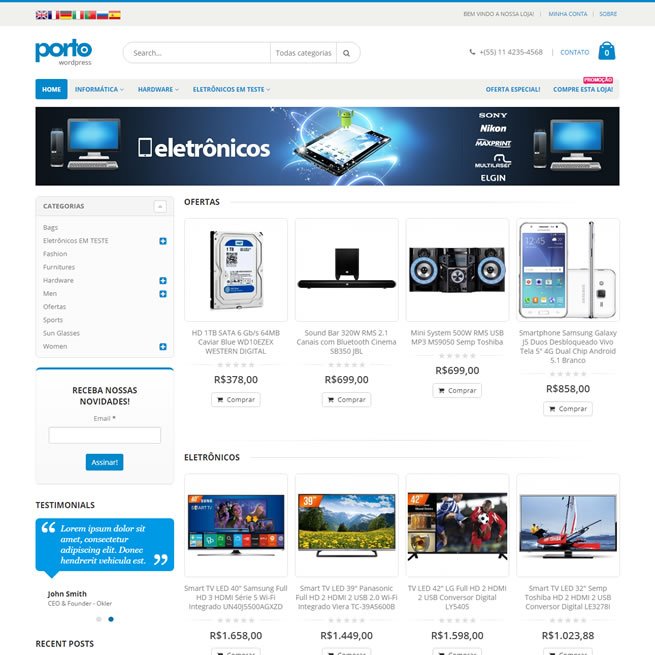 BEM VINDO A NOSSA LOJA! | MINHA CONTA | SOBRE
porto
wordpress
Search...
Todas categorias
+(55) 11 4235-4568 | CONTATO
0
PROMOÇÃO
HOME INFORMÁTICA HARDWARE ELETRÔNICOS EM TESTE OFERTA ESPECIAL! COMPRE ESTA LOJA!
eletrônicos
SONY
Nikon
MAXPRINT
MULTILASER
ELGIN
CATEGORIAS
Bags
Eletrônicos EM TESTE
Fashion
Furnitures
Hardware
Men
Ofertas
Sports
Sun Glasses
Women
RECEBA NOSSAS
NOVIDADES!
Email *
Assinar!
TESTIMONIALS
“ Lorem ipsum dolor sit
amet, consectetur
adipiscing elit. Donec
hendrerit vehicula est. ”
John Smith
CEO & Founder - Okler
RECENT POSTS
OFERTAS
HD 1TB SATA 6 Gb/s 64MB
Caviar Blue WD10EZEX
WESTERN DIGITAL
R$378,00
Comprar
Sound Bar 320W RMS 2.1
Canais com Bluetooth Cinema
SB350 JBL
R$699,00
Comprar
Mini System 500W RMS USB
MP3 MS9050 Semp Toshiba
R$699,00
Comprar
Smartphone Samsung Galaxy
J5 Duos Desbloqueado Vivo
Tela 5" 4G Dual Chip Android
5.1 Branco
R$858,00
Comprar
ELETRÔNICOS
40"
SMART TV
Smart TV LED 40" Samsung Full
HD 3 HDMI Série 5 Wi-Fi
Integrado UN40J5500AGXZD
R$1.658,00
39"
Smart TV LED 39" Panasonic
Full HD 2 HDMI 2 USB 2.0 Wi-Fi
Integrado Viera TC-39AS600B
R$1.449,00
42"
TV LED 42" LG Full HD 2 HDMI
2 USB Conversor Digital
LY540S
R$1.598,00
Smart TV LED 32" Semp
Toshiba HD 2 HDMI 2 USB
Conversor Digital LE3278I
R$1.023,88